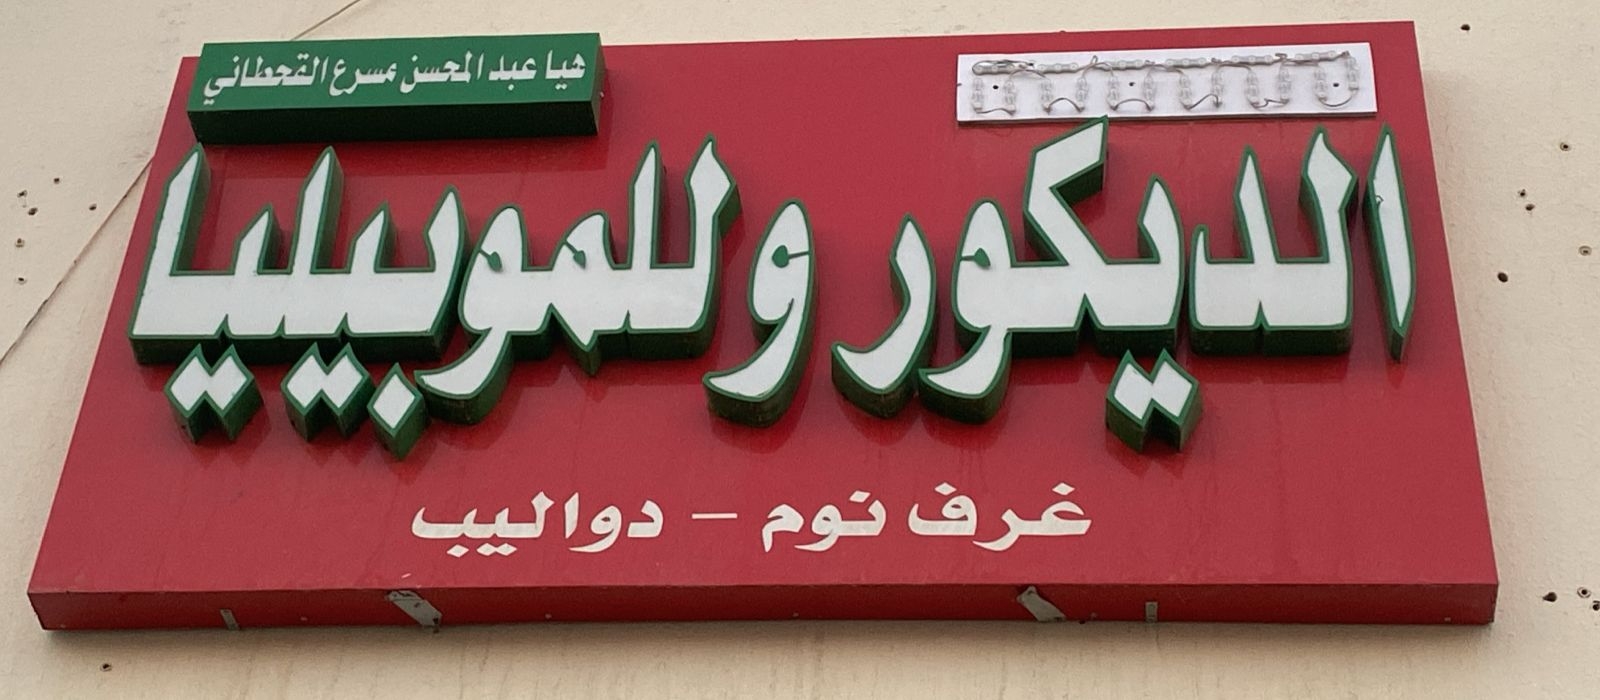 هيا عبد المحسن مسرع القحطاني
الديكور وللموبيليا
غرف نوم - دواليب